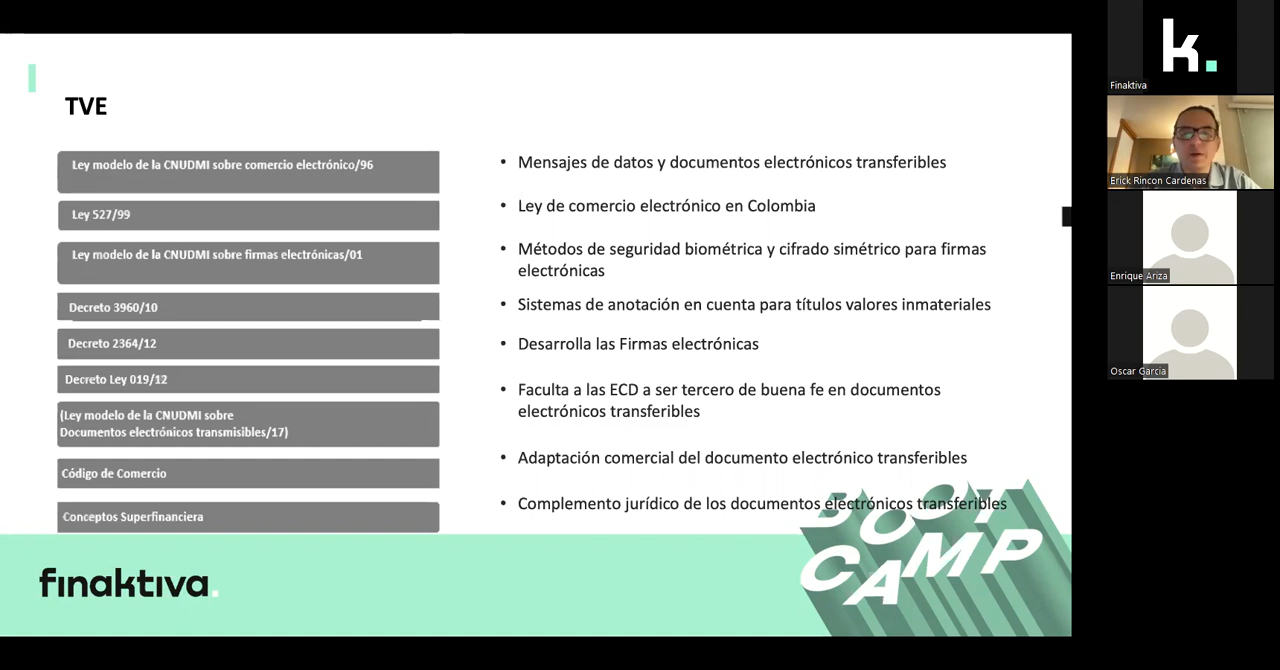 TVE
Ley modelo de la CNUDMI sobre comercio electrónico/96
Ley 527/99
Ley modelo de la CNUDMI sobre firmas electrónicas/01
Decreto 3960/10
Decreto 2364/12
Decreto Ley 019/12
(Ley modelo de la CNUDMI sobre
Documentos electrónicos transmisibles/17)
Código de Comercio
Conceptos Superfinanciera
• Mensajes de datos y documentos electrónicos transferibles
• Ley de comercio electrónico en Colombia
• Métodos de seguridad biométrica y cifrado simétrico para firmas
electrónicas
• Sistemas de anotación en cuenta para títulos valores inmateriales
• Desarrolla las Firmas electrónicas
• Faculta a las ECD a ser tercero de buena fe en documentos
electrónicos transferibles
• Adaptación comercial del documento electrónico transferibles
• Complemento jurídico de los documentos electrónicos transferibles
finaktiva.
BOOT
CAMP
k.
Finaktiva
Erick Rincon Cardenas
Enrique Ariza
Oscar Garcia